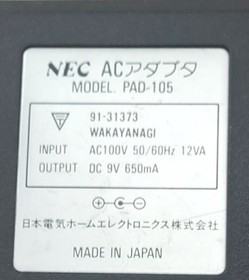 NEC ACアダプタ
MODEL. PAD-105
91-31373
WAKAYANAGI
INPUT AC100V 50/60Hz 12VA
OUTPUT DC 9V 650mA
日本電気ホームエレクトロニクス株式会社
MADE IN JAPAN